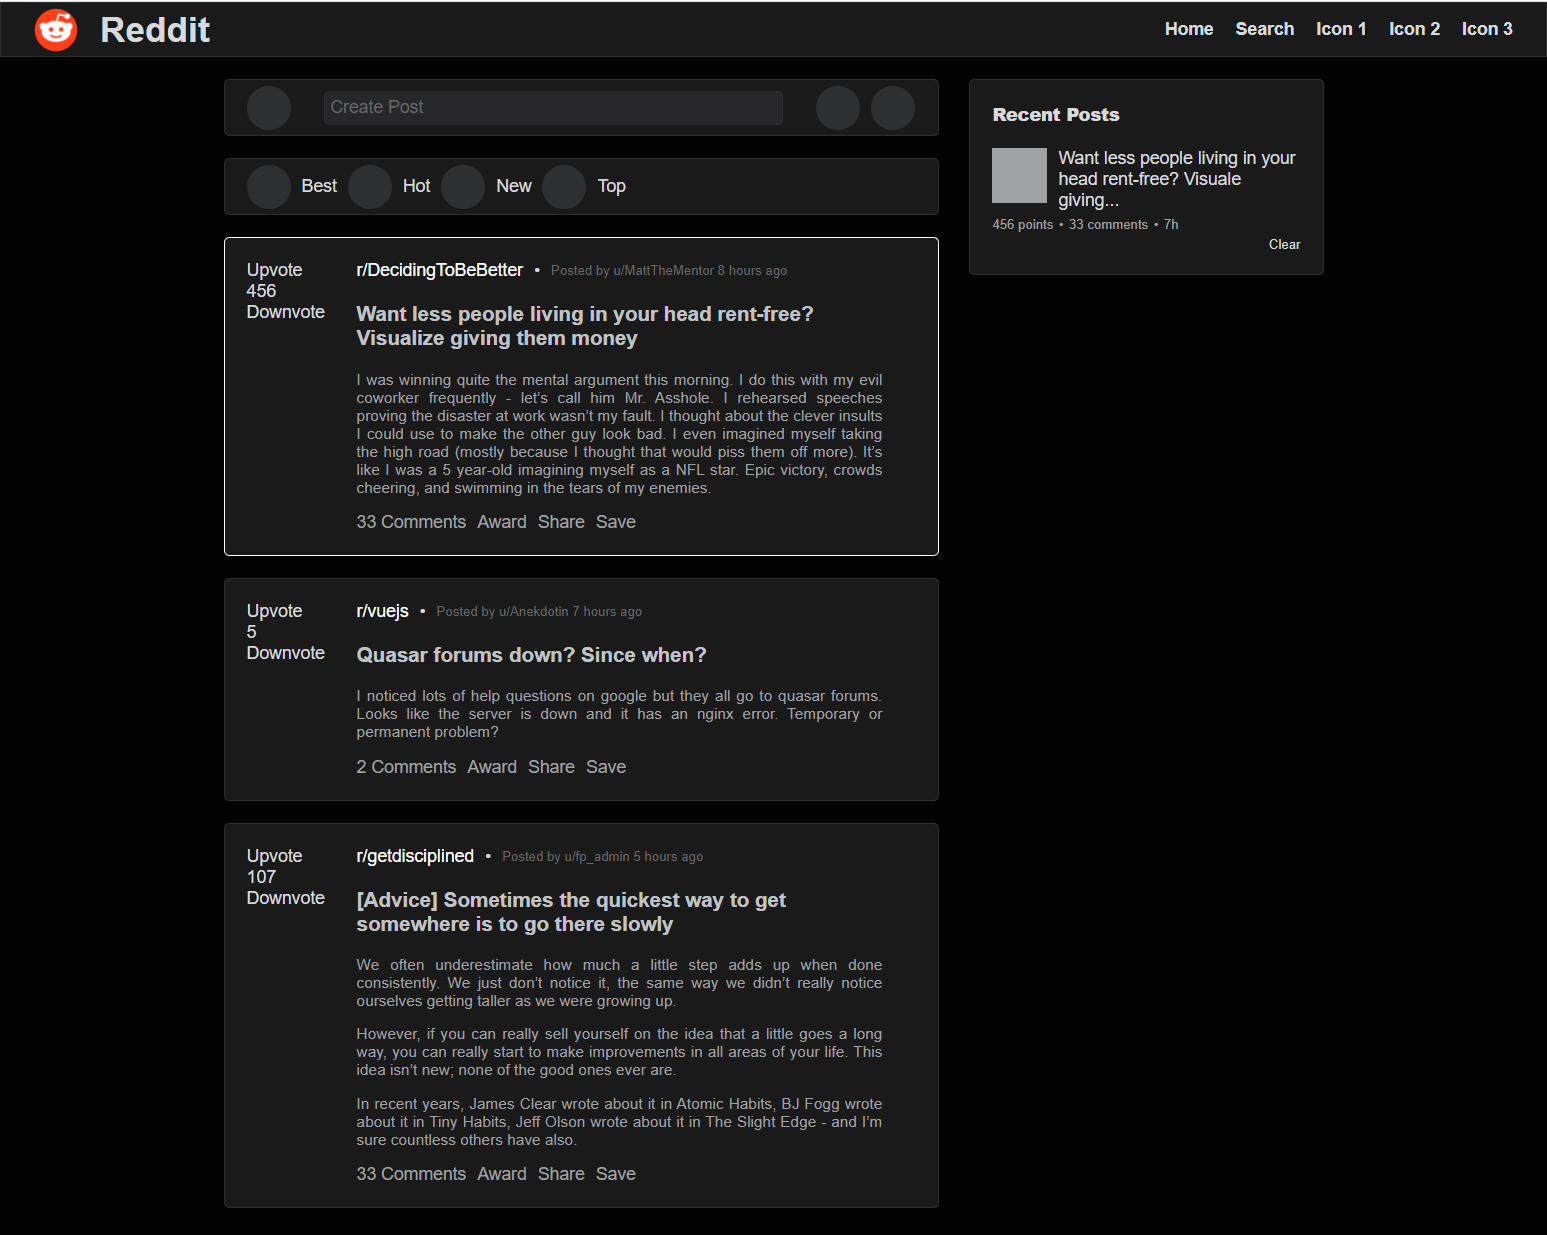 Reddit
Home Search Icon 1 Icon 2 Icon 3
Create Post
Best Hot New Top
Upvote
456
Downvote
r/DecidingToBeBetter • Posted by u/MattTheMentor 8 hours ago
Want less people living in your head rent-free?
Visualize giving them money
I was winning quite the mental argument this morning. I do this with my evil
coworker frequently - let’s call him Mr. Asshole. I rehearsed speeches
proving the disaster at work wasn’t my fault. I thought about the clever insults
I could use to make the other guy look bad. I even imagined myself taking
the high road (mostly because I thought that would piss them off more). It’s
like I was a 5 year-old imagining myself as a NFL star. Epic victory, crowds
cheering, and swimming in the tears of my enemies.
33 Comments Award Share Save
Upvote
5
Downvote
r/vuejs • Posted by u/Anekdotin 7 hours ago
Quasar forums down? Since when?
I noticed lots of help questions on google but they all go to quasar forums.
Looks like the server is down and it has an nginx error. Temporary or
permanent problem?
2 Comments Award Share Save
Upvote
107
Downvote
r/getdisciplined • Posted by u/fp_admin 5 hours ago
[Advice] Sometimes the quickest way to get
somewhere is to go there slowly
We often underestimate how much a little step adds up when done
consistently. We just don’t notice it, the same way we didn’t really notice
ourselves getting taller as we were growing up.
However, if you can really sell yourself on the idea that a little goes a long
way, you can really start to make improvements in all areas of your life. This
idea isn’t new; none of the good ones ever are.
In recent years, James Clear wrote about it in Atomic Habits, BJ Fogg wrote
about it in Tiny Habits, Jeff Olson wrote about it in The Slight Edge - and I’m
sure countless others have also.
33 Comments Award Share Save
Recent Posts
Want less people living in your
head rent-free? Visuale
giving...
456 points • 33 comments • 7h
Clear